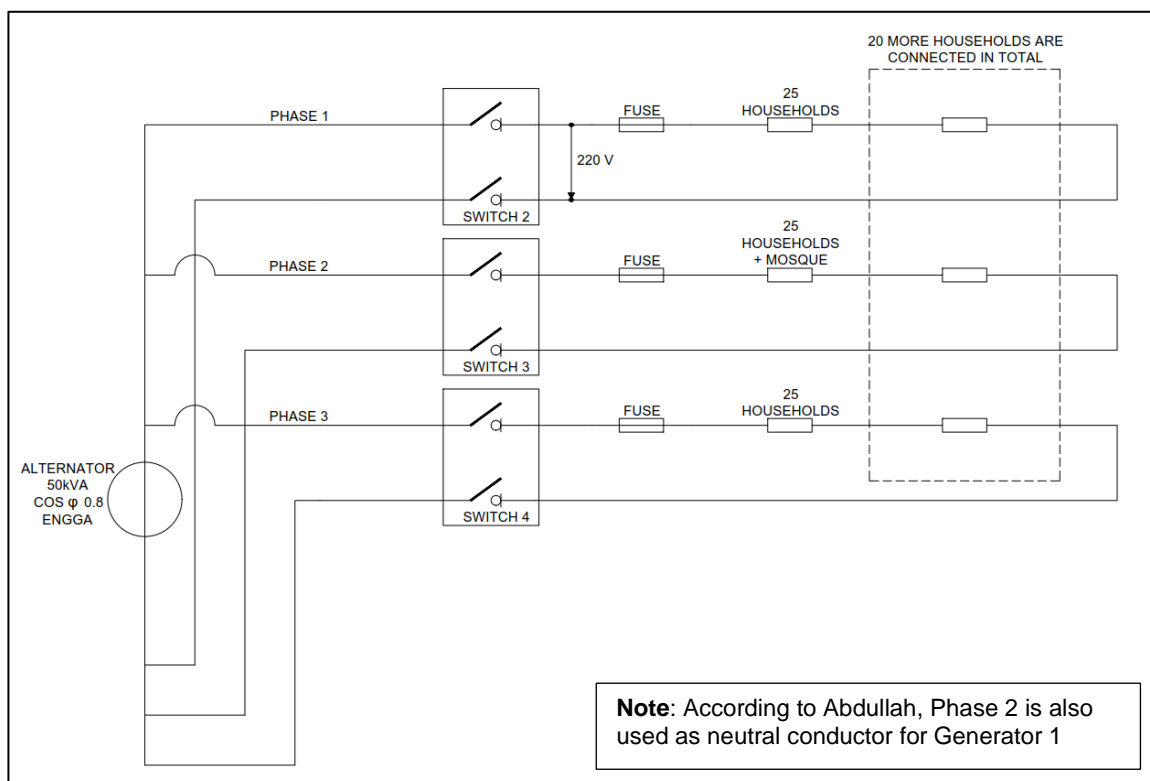 20 MORE HOUSEHOLDS ARE
CONNECTED IN TOTAL
PHASE 1
FUSE
25
HOUSEHOLDS
220 V
SWITCH 2
PHASE 2
FUSE
25
HOUSEHOLDS
+ MOSQUE
SWITCH 3
PHASE 3
FUSE
25
HOUSEHOLDS
SWITCH 4
ALTERNATOR
50kVA
COS φ 0.8
ENGGA
Note: According to Abdullah, Phase 2 is also
used as neutral conductor for Generator 1